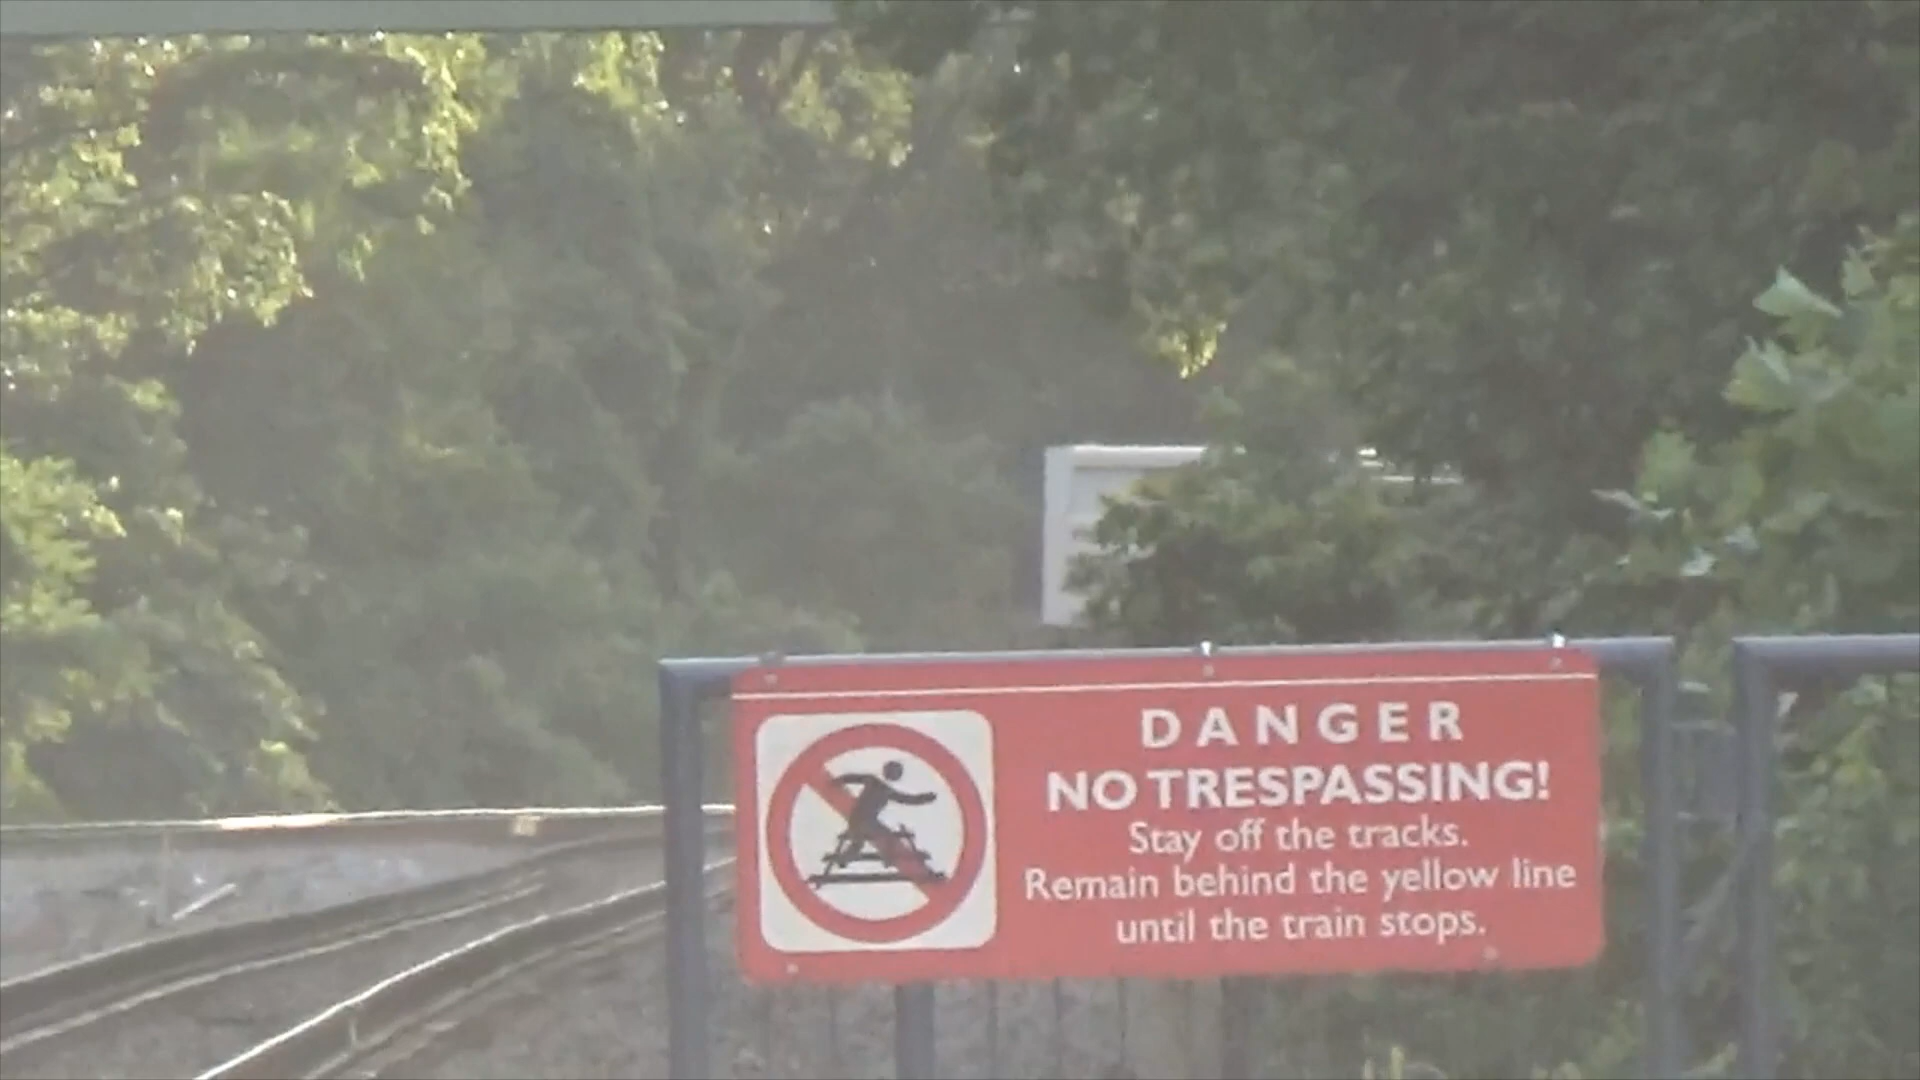 DANGER
NO TRESPASSING!
Stay off the tracks.
Remain behind the yellow line
until the train stops.